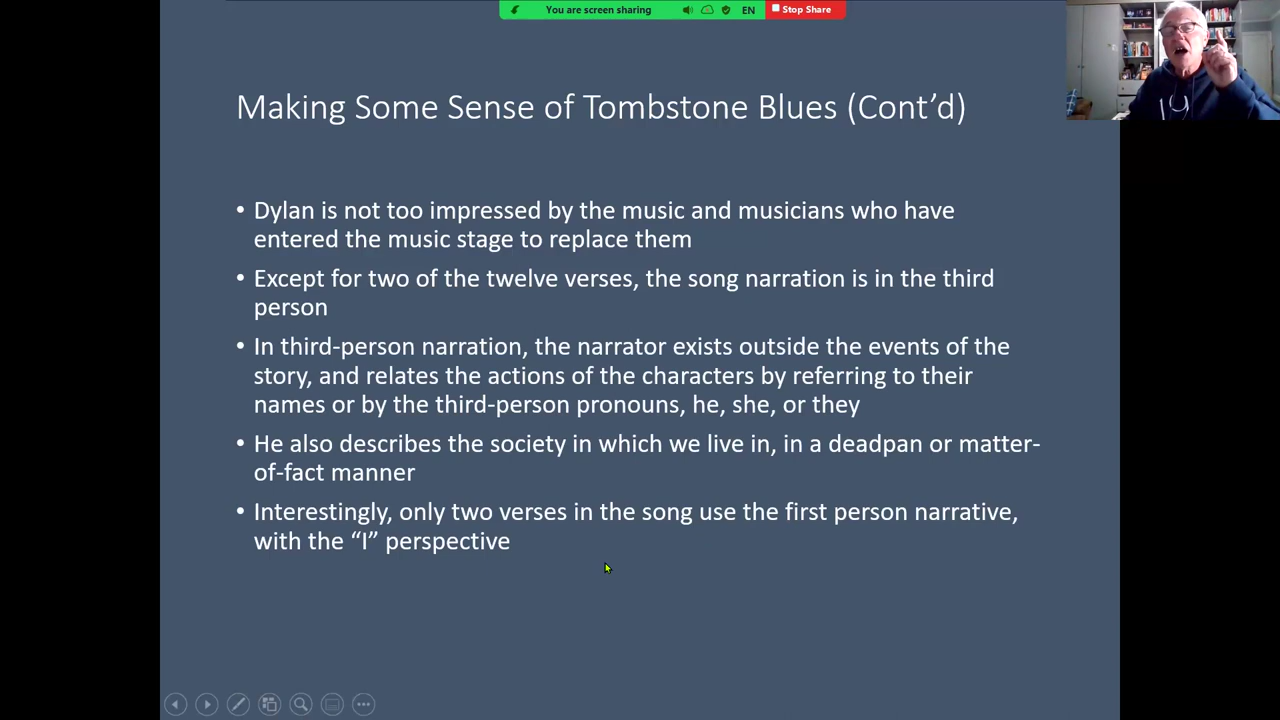 You are screen sharing
EN
Stop Share
Making Some Sense of Tombstone Blues (Cont’d)
• Dylan is not too impressed by the music and musicians who have
entered the music stage to replace them
• Except for two of the twelve verses, the song narration is in the third
person
• In third-person narration, the narrator exists outside the events of the
story, and relates the actions of the characters by referring to their
names or by the third-person pronouns, he, she, or they
• He also describes the society in which we live in, in a deadpan or matter-
of-fact manner
• Interestingly, only two verses in the song use the first person narrative,
with the “I” perspective